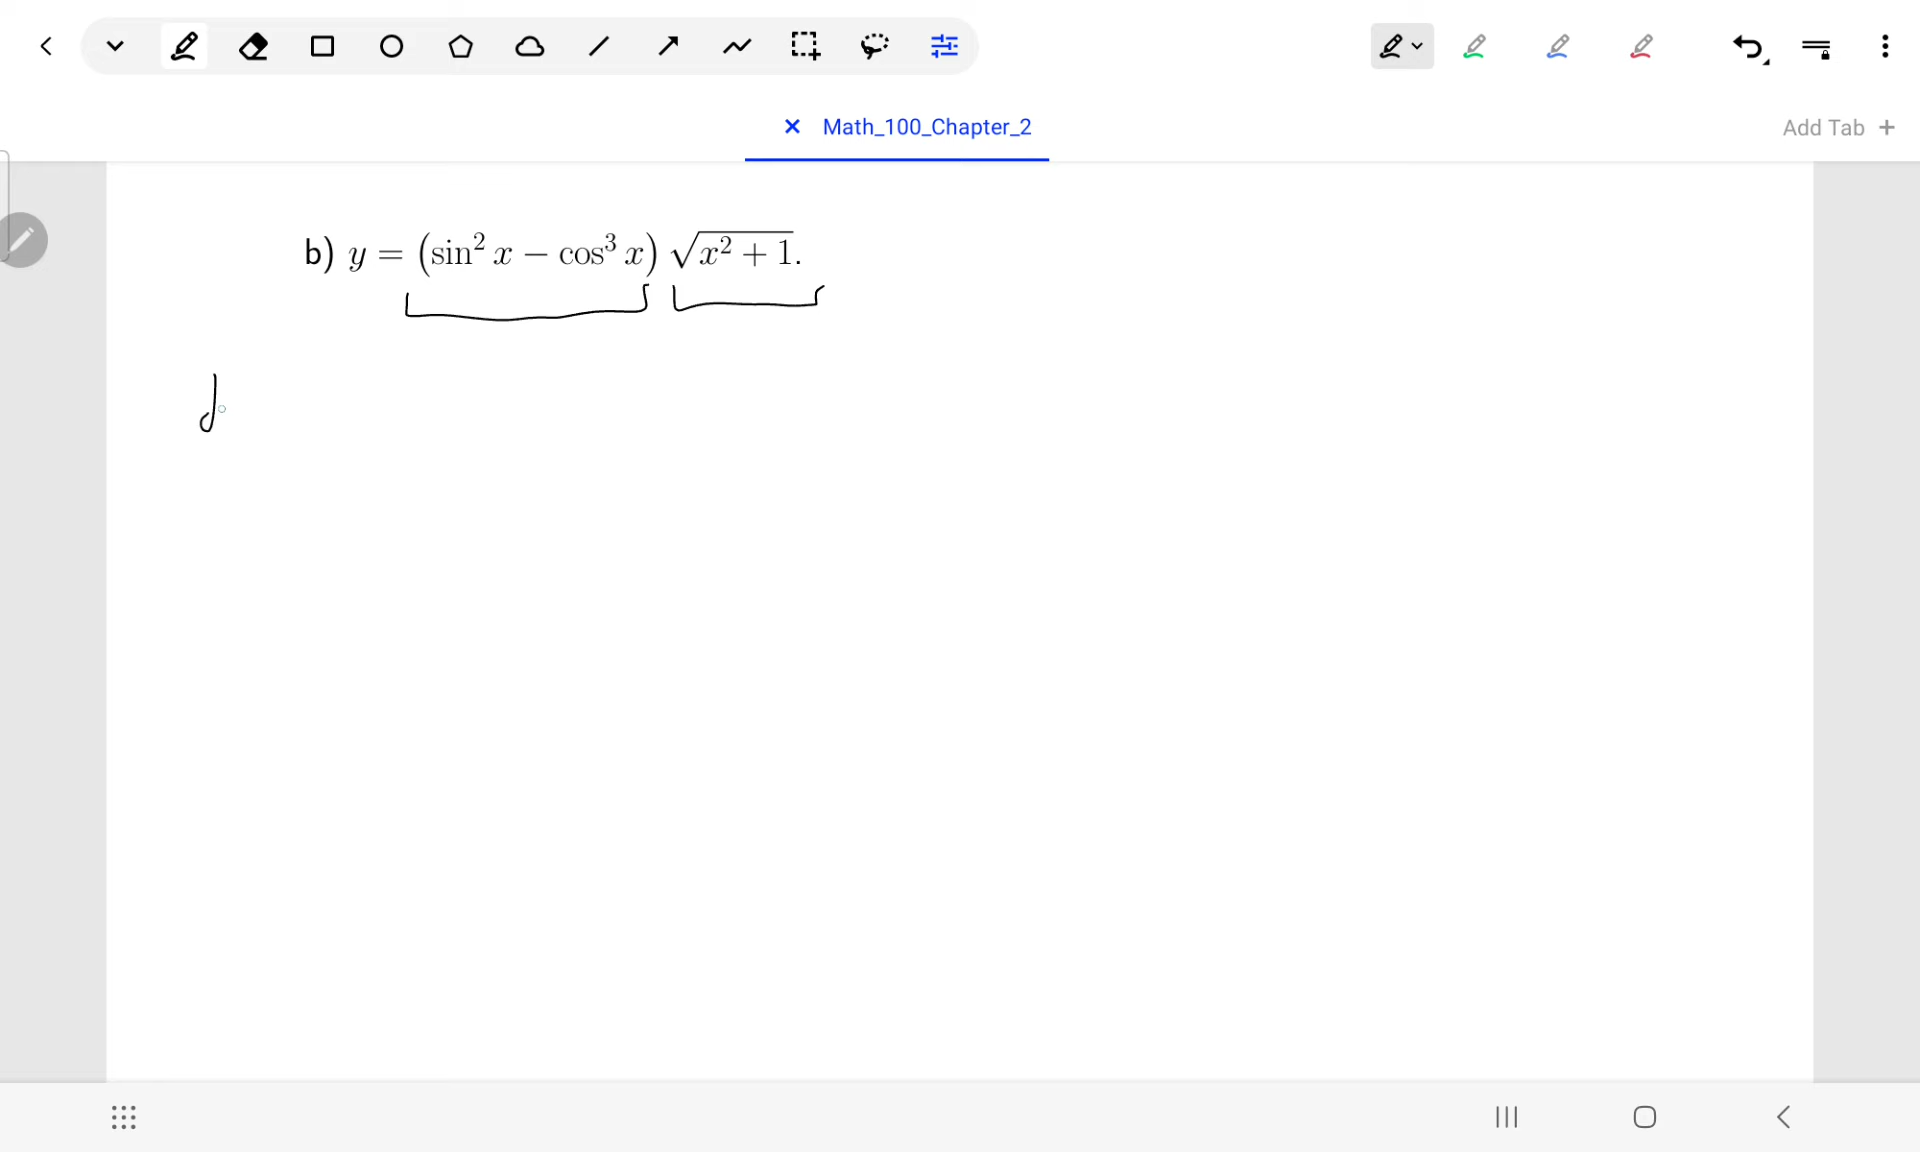 Math_100_Chapter_2
Add Tab +
b) y = (sin² x − cos³ x) √(x² + 1).
d